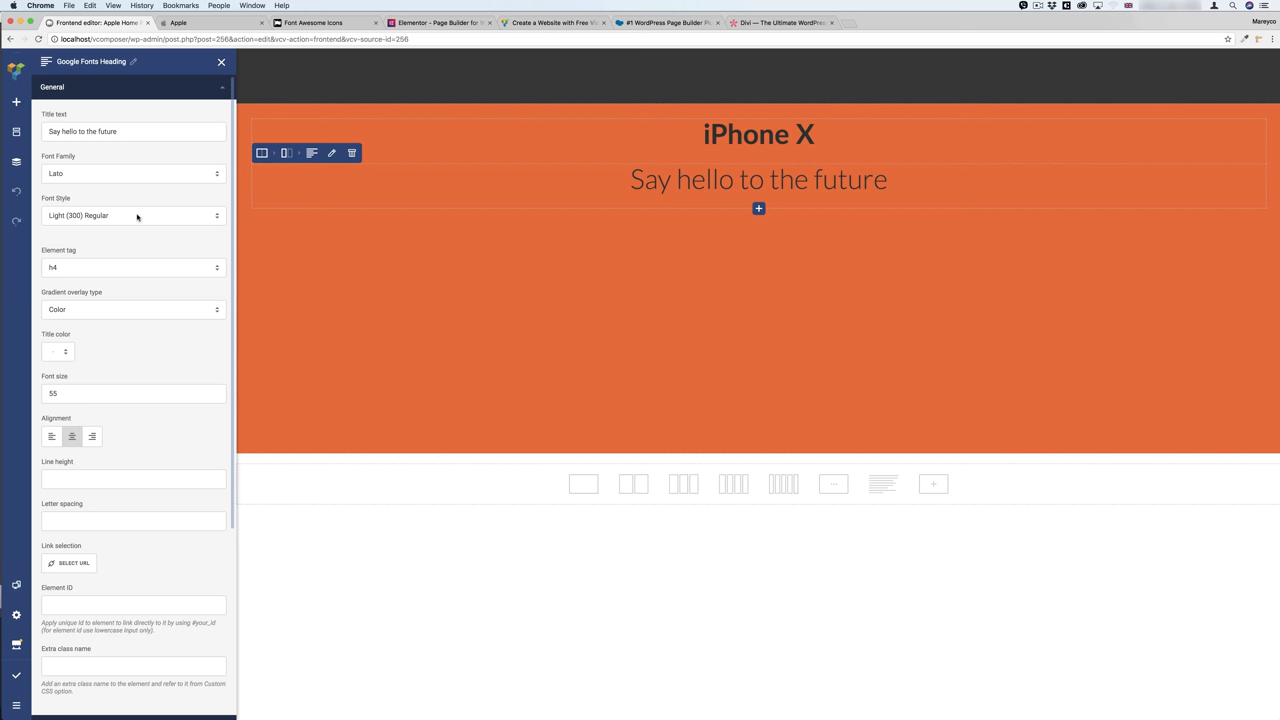 Chrome File Edit View History Bookmarks People Window Help
Frontend editor: Apple Home P
Apple
Font Awesome Icons
Elementor - Page Builder for W
Create a Website with Free Vi
#1 WordPress Page Builder Pl
Divi — The Ultimate WordPress
Mareyco
localhost/vcomposer/wp-admin/post.php?post=256&action=edit&vcv-action=frontend&vcv-source-id=256
Google Fonts Heading
General
Title text
Say hello to the future
Font Family
Lato
Font Style
Light (300) Regular
Element tag
h4
Gradient overlay type
Color
Title color
Font size
55
Alignment
Line height
Letter spacing
Link selection
SELECT URL
Element ID
Apply unique Id to element to link directly to it by using #your_id
(for element id use lowercase input only).
Extra class name
Add an extra class name to the element and refer to it from Custom
CSS option.
iPhone X
Say hello to the future